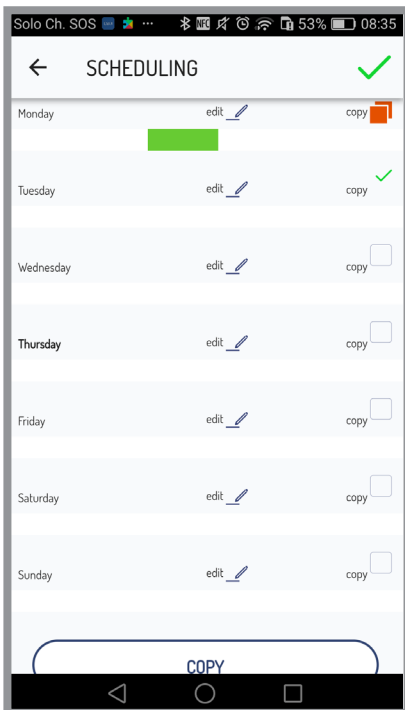 Solo Ch. SOS ... NFC 53% 08:35
SCHEDULING
Monday edit copy
Tuesday edit copy
Wednesday edit copy
Thursday edit copy
Friday edit copy
Saturday edit copy
Sunday edit copy
COPY